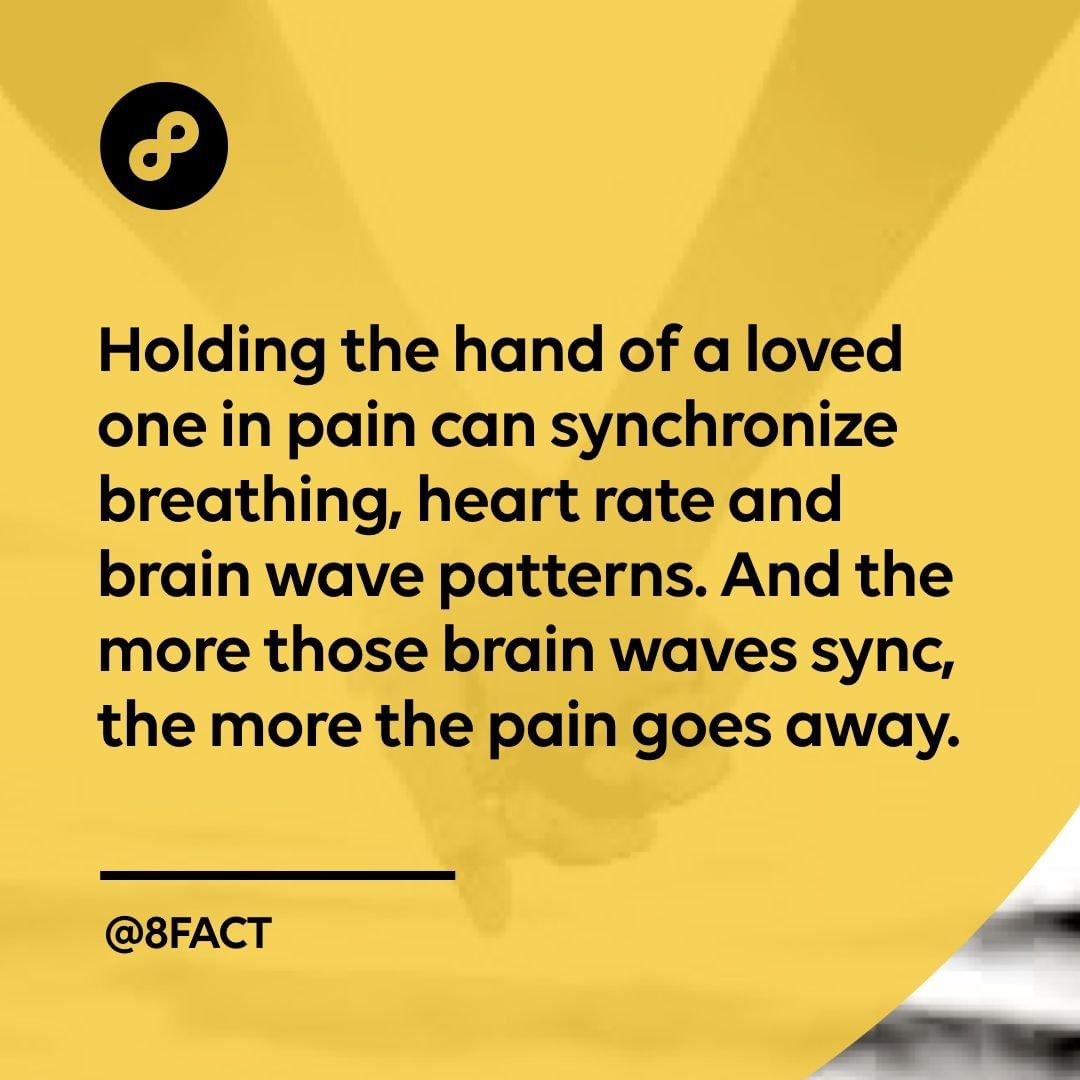 Holding the hand of a loved
one in pain can synchronize
breathing, heart rate and
brain wave patterns. And the
more those brain waves sync,
the more the pain goes away.
@8FACT